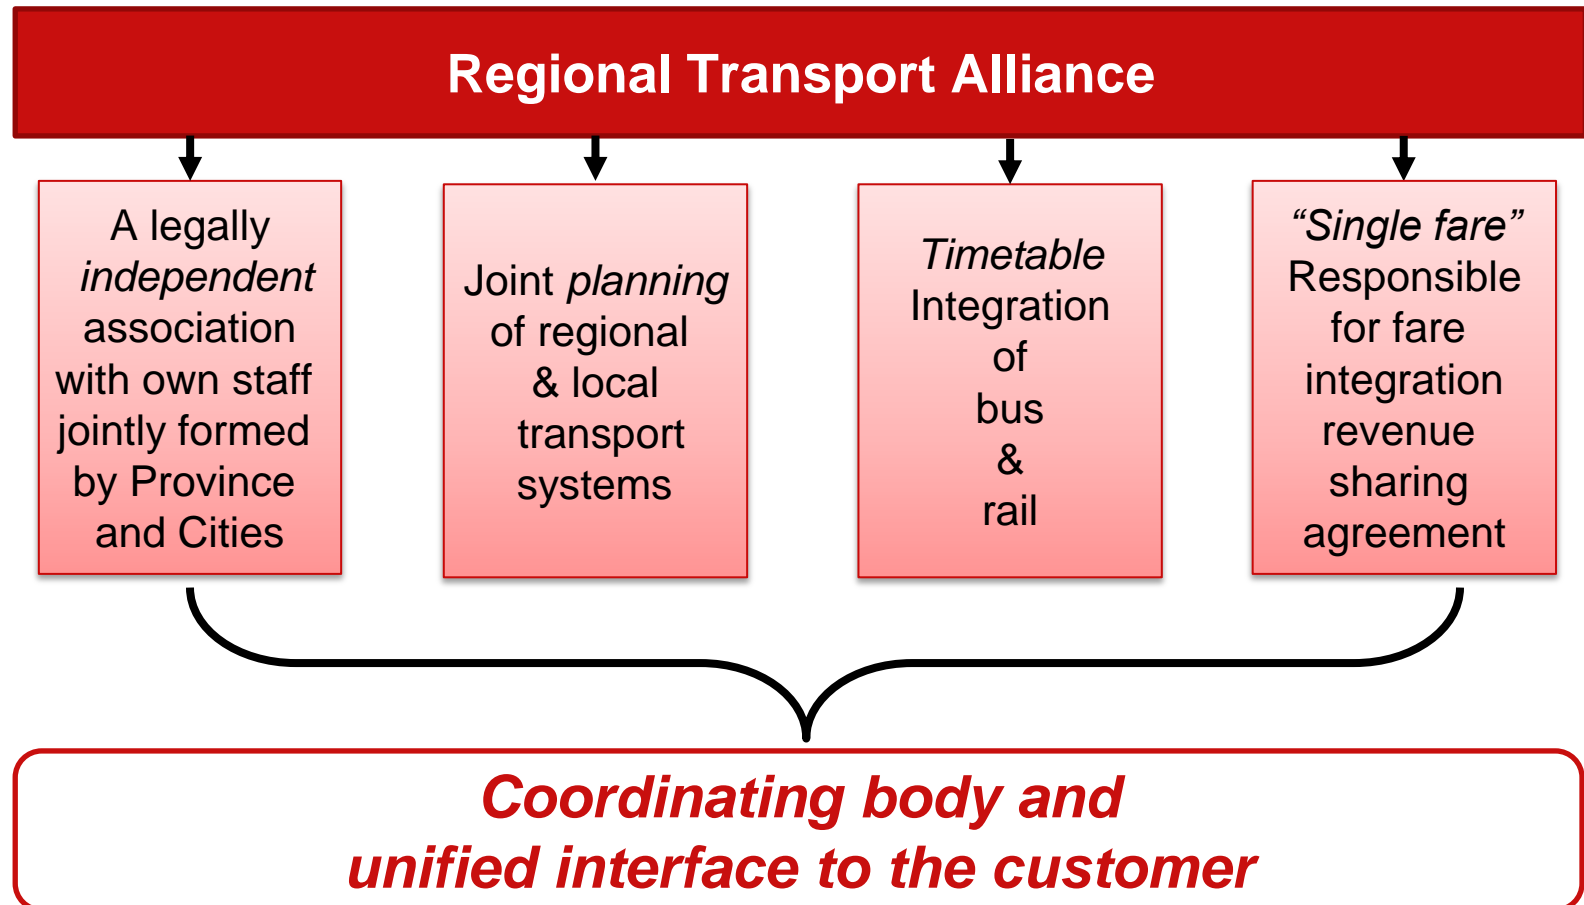 Regional Transport Alliance
A legally
independent
association
with own staff
jointly formed
by Province
and Cities
Joint planning
of regional
& local
transport
systems
Timetable
Integration
of
bus
&
rail
“Single fare”
Responsible
for fare
integration
revenue
sharing
agreement
Coordinating body and
unified interface to the customer